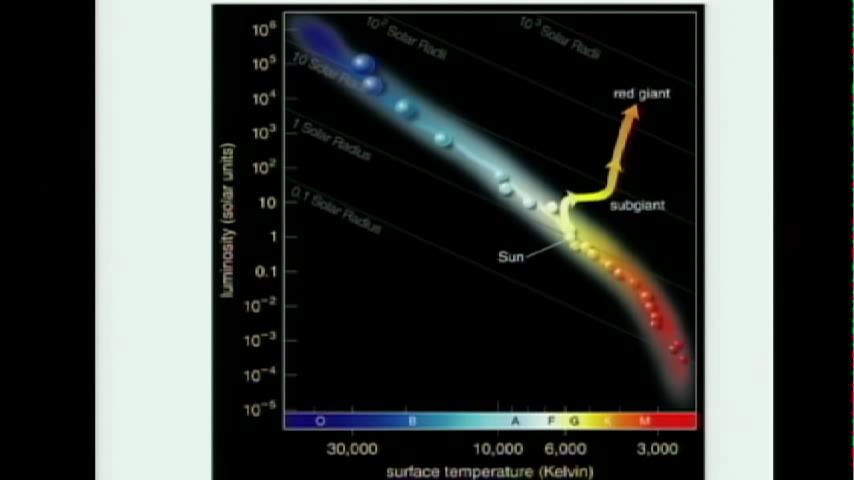 10⁶
10⁵
10⁴
10³
10²
10
1
0.1
10⁻²
10⁻³
10⁻⁴
10⁻⁵
luminosity (solar units)
10² Solar Radii
10³ Solar Radii
10 Solar
1 Solar Radius
0.1 Solar Radius
red giant
subgiant
Sun
O B A F G K M
30,000 10,000 6,000 3,000
surface temperature (Kelvin)